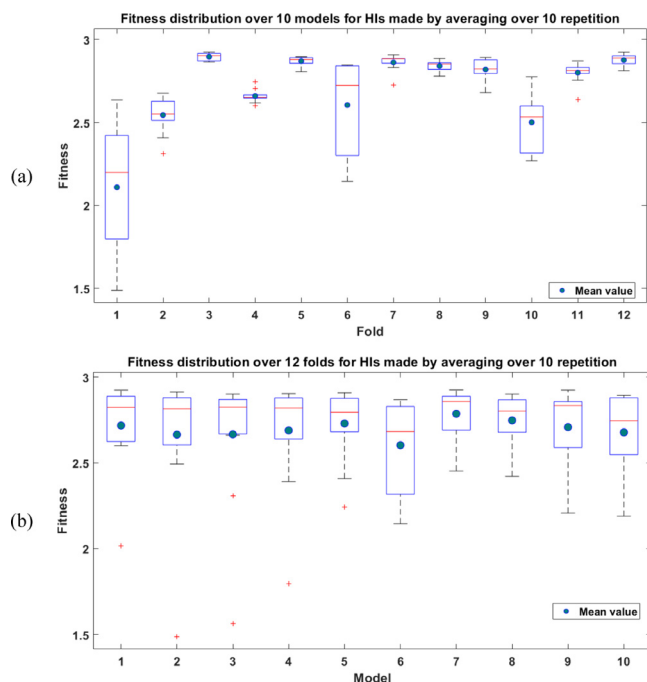 Fitness distribution over 10 models for HIs made by averaging over 10 repetition
3
2.5
2
1.5
Fitness
(a)
1 2 3 4 5 6 7 8 9 10 11 12
Fold
Mean value
Fitness distribution over 12 folds for HIs made by averaging over 10 repetition
3
2.5
2
1.5
Fitness
(b)
1 2 3 4 5 6 7 8 9 10
Model
Mean value